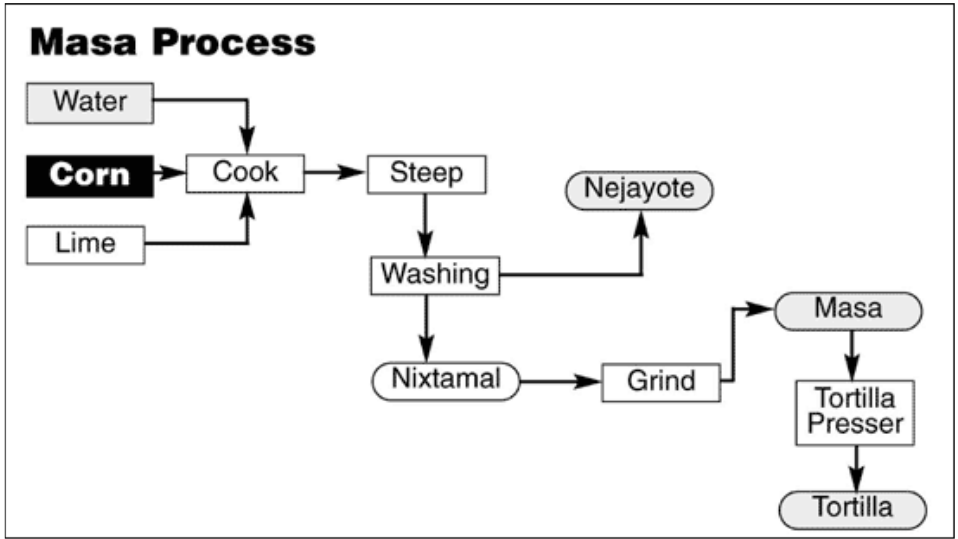 Masa Process
Water
Corn
Cook
Steep
Nejayote
Lime
Washing
Masa
Nixtamal
Grind
Tortilla
Presser
Tortilla